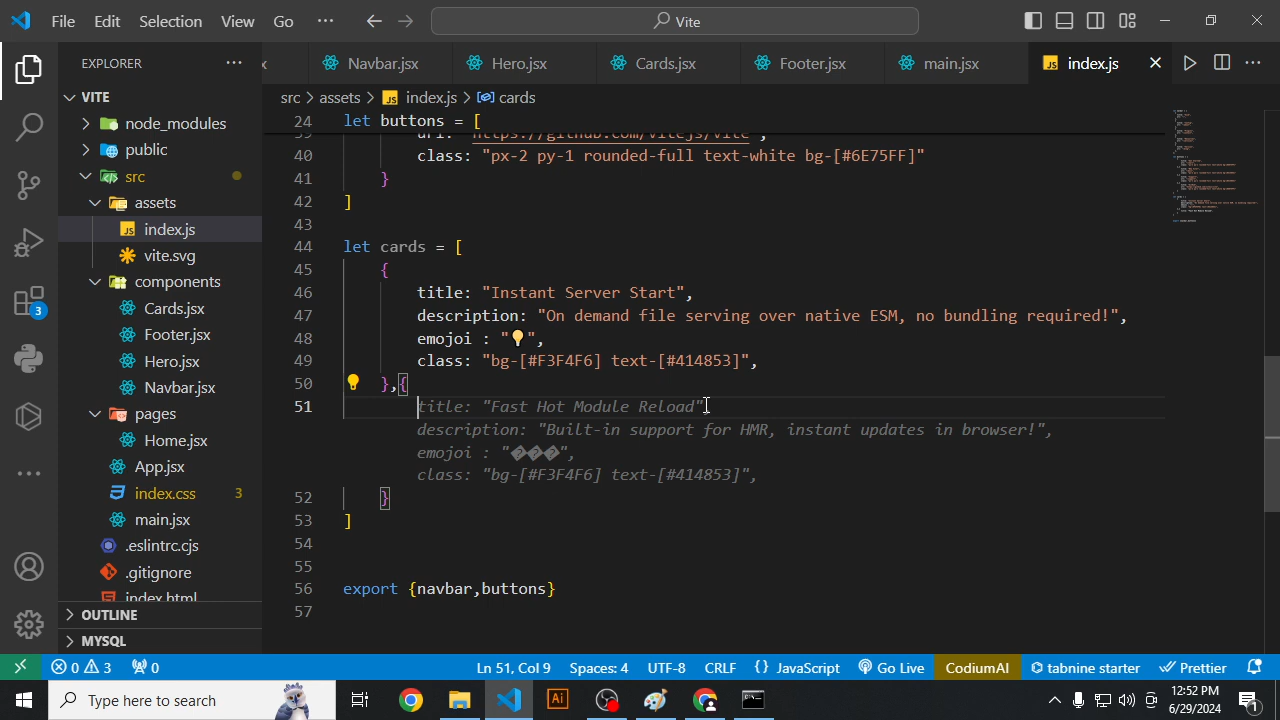 File Edit Selection View Go ··· Vite
EXPLORER ···
Navbar.jsx Hero.jsx Cards.jsx Footer.jsx main.jsx index.js
VITE
node_modules
public
src
assets
index.js
vite.svg
components
Cards.jsx
Footer.jsx
Hero.jsx
Navbar.jsx
pages
Home.jsx
App.jsx
index.css 3
main.jsx
.eslintrc.cjs
.gitignore
index.html
OUTLINE
MYSQL
3
src > assets > index.js > cards
24 let buttons = [
39 url: "https://github.com/vitejs/vite",
40 class: "px-2 py-1 rounded-full text-white bg-[#6E75FF]"
41 }
42 ]
43
44 let cards = [
45 {
46 title: "Instant Server Start",
47 description: "On demand file serving over native ESM, no bundling required!",
48 emojoi : "💡",
49 class: "bg-[#F3F4F6] text-[#414853]",
50 },{
51 title: "Fast Hot Module Reload"
description: "Built-in support for HMR, instant updates in browser!",
emojoi : "���",
class: "bg-[#F3F4F6] text-[#414853]",
52 }
53 ]
54
55
56 export {navbar,buttons}
57
0 3 0 Ln 51, Col 9 Spaces: 4 UTF-8 CRLF {} JavaScript Go Live CodiumAI tabnine starter Prettier
Type here to search
Ai
12:52 PM
6/29/2024
1